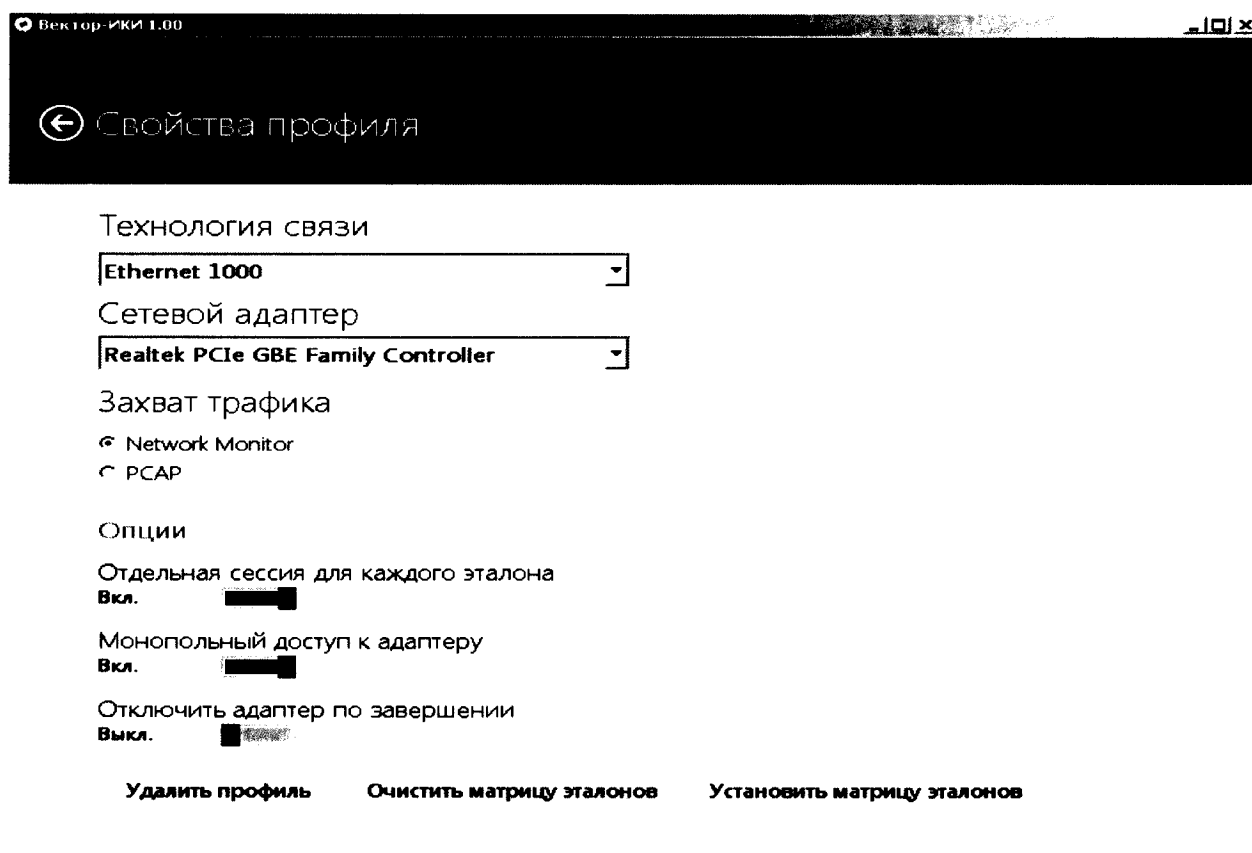 Вектор-ИКИ 1.00
Свойства профиля
Технология связи
Ethernet 1000
Сетевой адаптер
Realtek PCIe GBE Family Controller
Захват трафика
Network Monitor
PCAP
Опции
Отдельная сессия для каждого эталона
Вкл.
Монопольный доступ к адаптеру
Вкл.
Отключить адаптер по завершении
Выкл.
Удалить профиль Очистить матрицу эталонов Установить матрицу эталонов